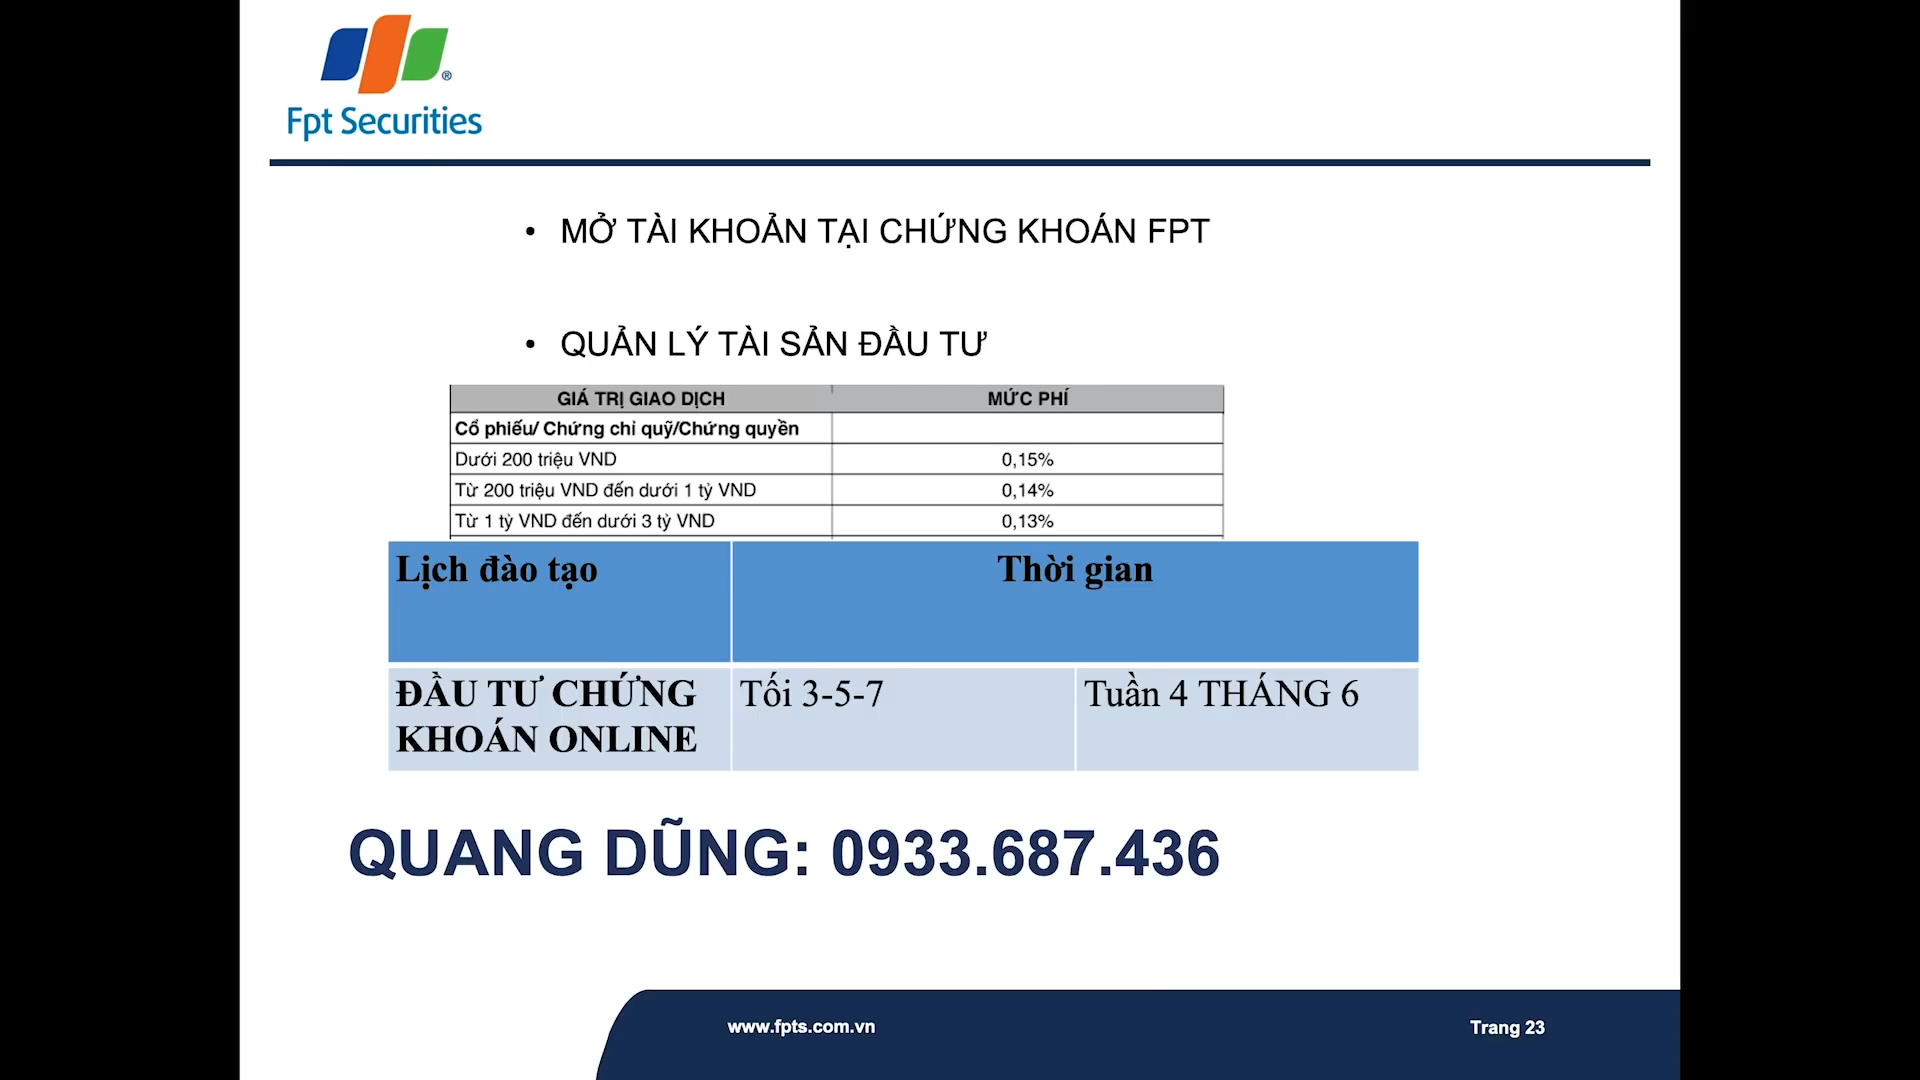 Fpt Securities
• MỞ TÀI KHOẢN TẠI CHỨNG KHOÁN FPT
• QUẢN LÝ TÀI SẢN ĐẦU TƯ
GIÁ TRỊ GIAO DỊCH MỨC PHÍ
Cổ phiếu/ Chứng chỉ quỹ/Chứng quyền
Dưới 200 triệu VND 0,15%
Từ 200 triệu VND đến dưới 1 tỷ VND 0,14%
Từ 1 tỷ VND đến dưới 3 tỷ VND 0,13%
Lịch đào tạo Thời gian
ĐẦU TƯ CHỨNG KHOÁN ONLINE Tối 3-5-7 Tuần 4 THÁNG 6
QUANG DŨNG: 0933.687.436
www.fpts.com.vn Trang 23